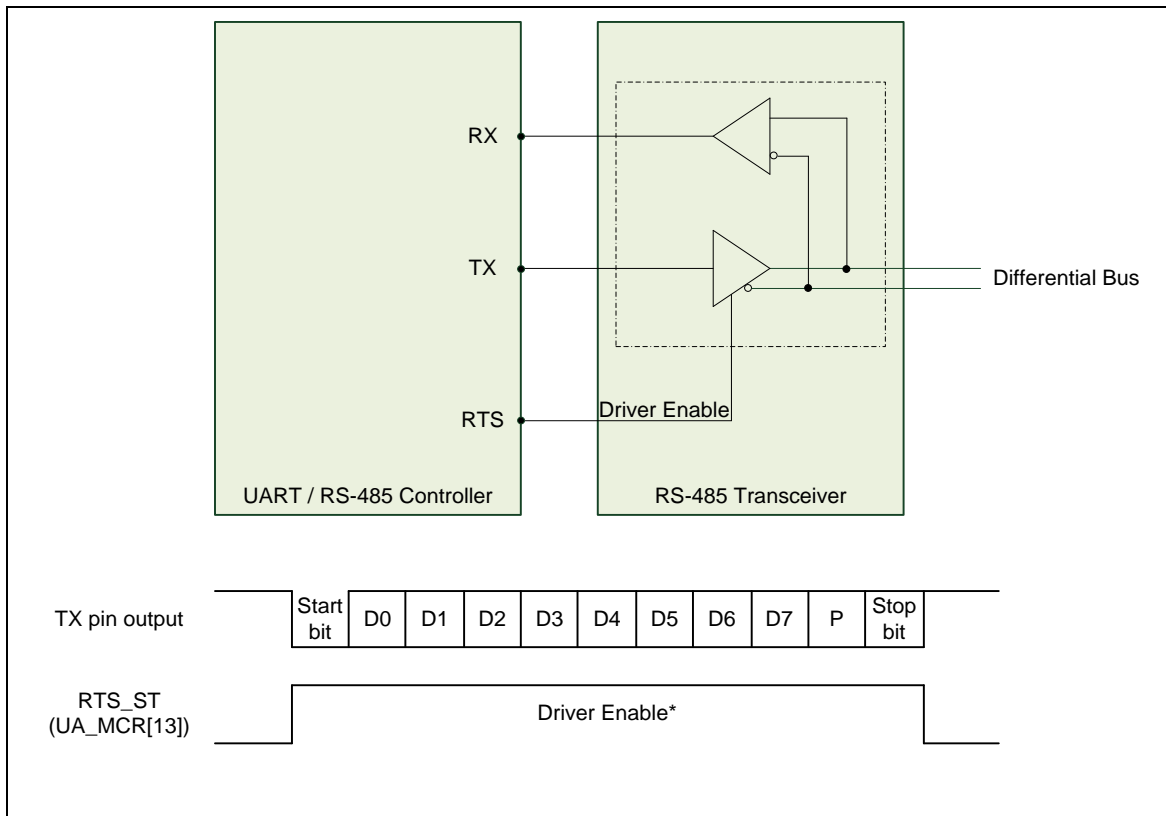 RX
TX
Differential Bus
RTS
Driver Enable
UART / RS-485 Controller
RS-485 Transceiver
TX pin output
Start
bit
D0
D1
D2
D3
D4
D5
D6
D7
P
Stop
bit
RTS_ST
(UA_MCR[13])
Driver Enable*